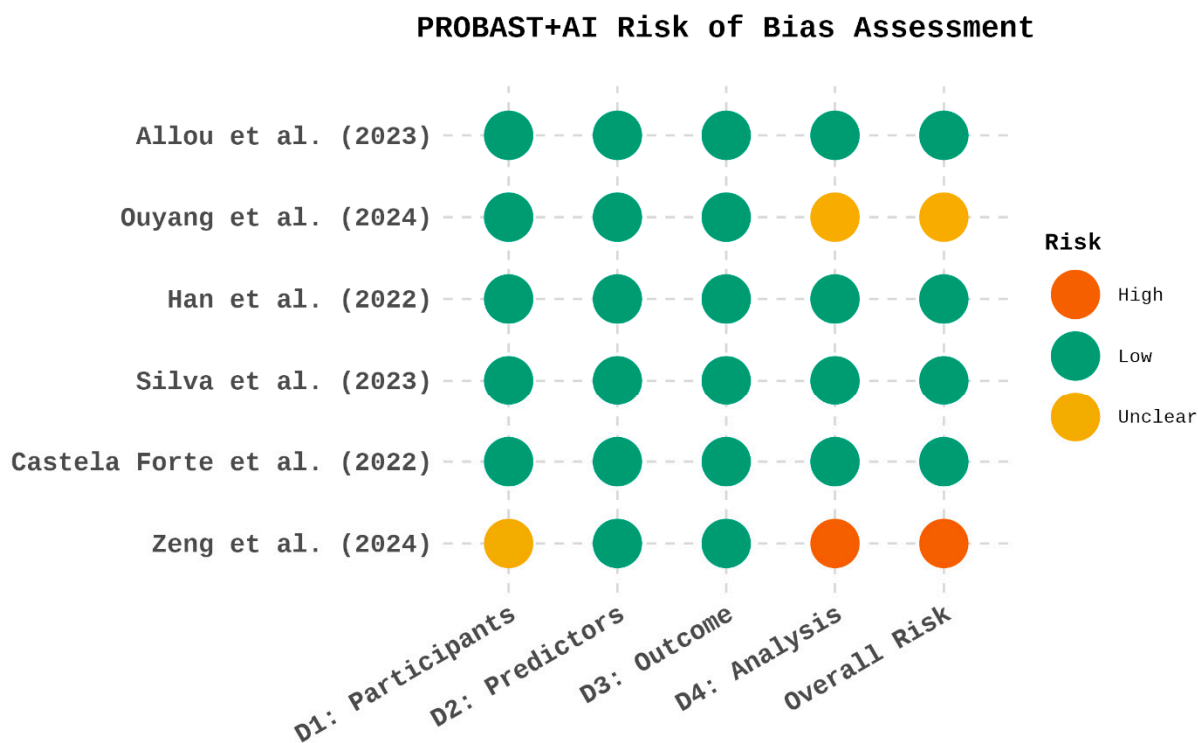 PROBAST+AI Risk of Bias Assessment
Allou et al. (2023)
Ouyang et al. (2024)
Han et al. (2022)
Silva et al. (2023)
Castela Forte et al. (2022)
Zeng et al. (2024)
D1: Participants
D2: Predictors
D3: Outcome
D4: Analysis
Overall Risk
Risk
High
Low
Unclear